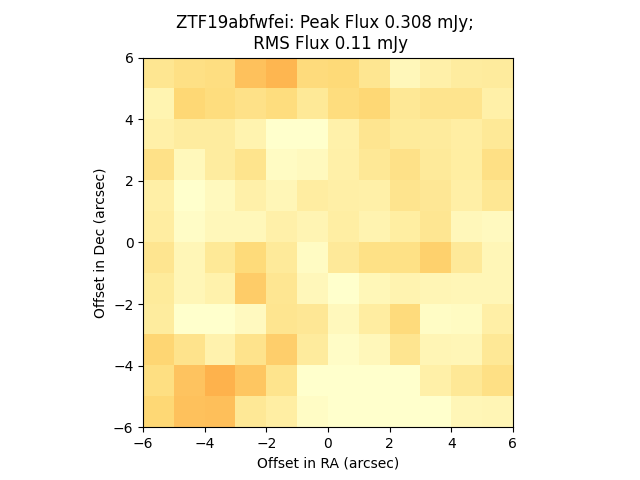 ZTF19abfwfei: Peak Flux 0.308 mJy;
RMS Flux 0.11 mJy
6
4
2
0
−2
−4
−6
Offset in Dec (arcsec)
−6 −4 −2 0 2 4 6
Offset in RA (arcsec)